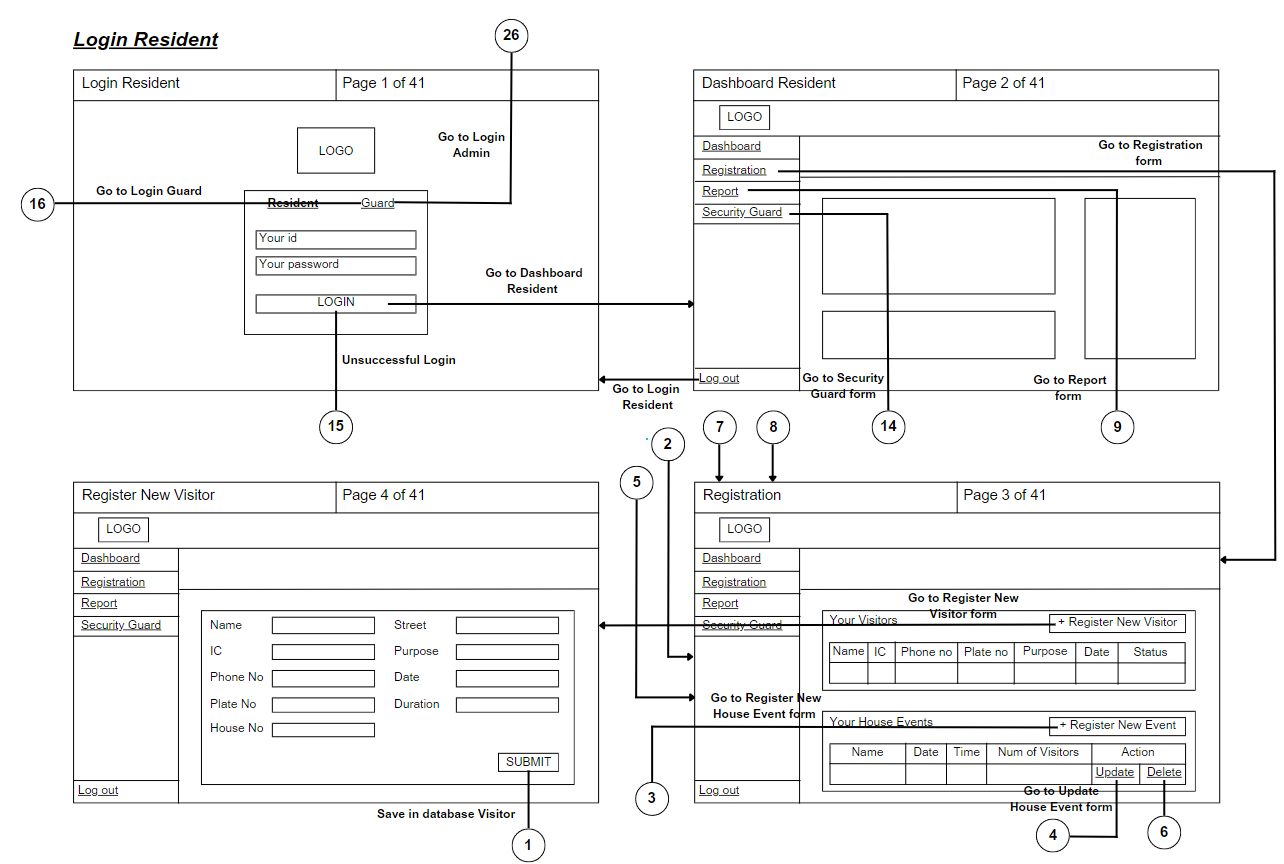 Login Resident
26
Login Resident
Page 1 of 41
LOGO
Go to Login
Admin
Go to Login Guard
16
Resident
Guard
Your id
Your password
LOGIN
Go to Dashboard
Resident
Unsuccessful Login
15
Dashboard Resident
Page 2 of 41
LOGO
Dashboard
Registration
Report
Security Guard
Go to Registration
form
Log out
Go to Login
Resident
Go to Security
Guard form
Go to Report
form
14
9
7
8
2
5
Register New Visitor
Page 4 of 41
LOGO
Dashboard
Registration
Report
Security Guard
Name
Street
IC
Purpose
Phone No
Date
Plate No
Duration
House No
SUBMIT
Log out
Save in database Visitor
1
Registration
Page 3 of 41
LOGO
Dashboard
Registration
Report
Security Guard
Go to Register New
Visitor form
Your Visitors
+ Register New Visitor
Name IC Phone no Plate no Purpose Date Status
Go to Register New
House Event form
Your House Events
+ Register New Event
Name Date Time Num of Visitors Action
Update Delete
Log out
Go to Update
House Event form
3
4
6